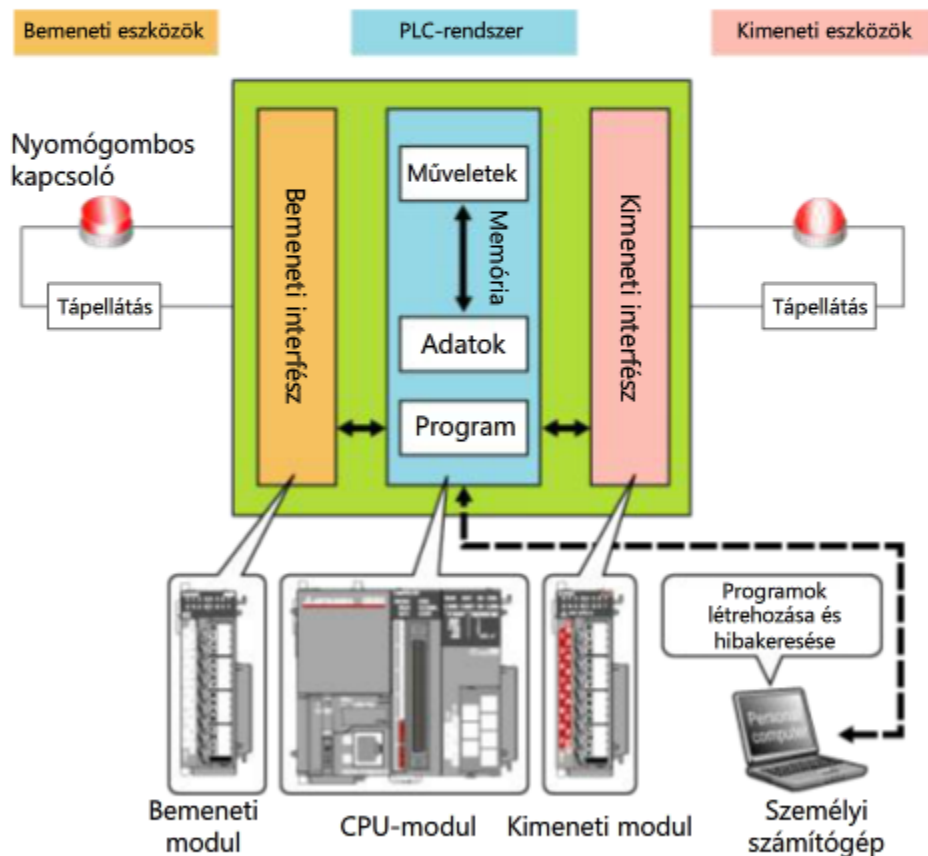 Bemeneti eszközök
PLC-rendszer
Kimeneti eszközök
Nyomógombos
kapcsoló
Tápellátás
Bemeneti interfész
Műveletek
Memória
Adatok
Program
Kimeneti interfész
Tápellátás
Programok
létrehozása és
hibakeresése
Personal
computer
Bemeneti
modul
CPU-modul
Kimeneti modul
Személyi
számítógép